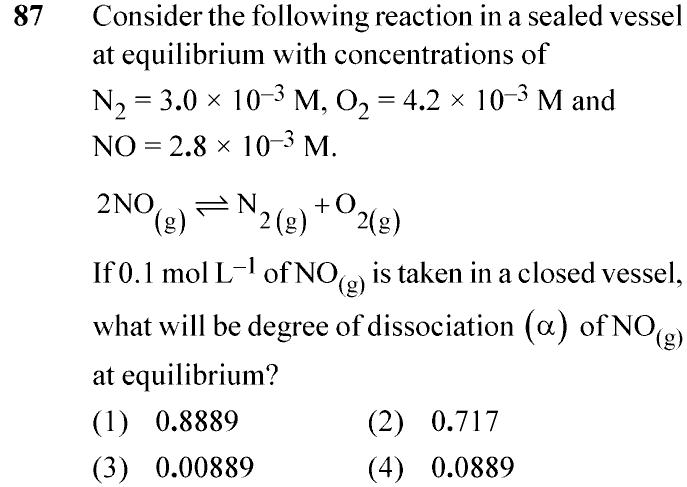 87 Consider the following reaction in a sealed vessel
at equilibrium with concentrations of
N₂ = 3.0 × 10⁻³ M, O₂ = 4.2 × 10⁻³ M and
NO = 2.8 × 10⁻³ M.
2NO(g) ⇌ N₂(g) + O₂(g)
If 0.1 mol L⁻¹ of NO(g) is taken in a closed vessel,
what will be degree of dissociation (α) of NO(g)
at equilibrium?
(1) 0.8889 (2) 0.717
(3) 0.00889 (4) 0.0889